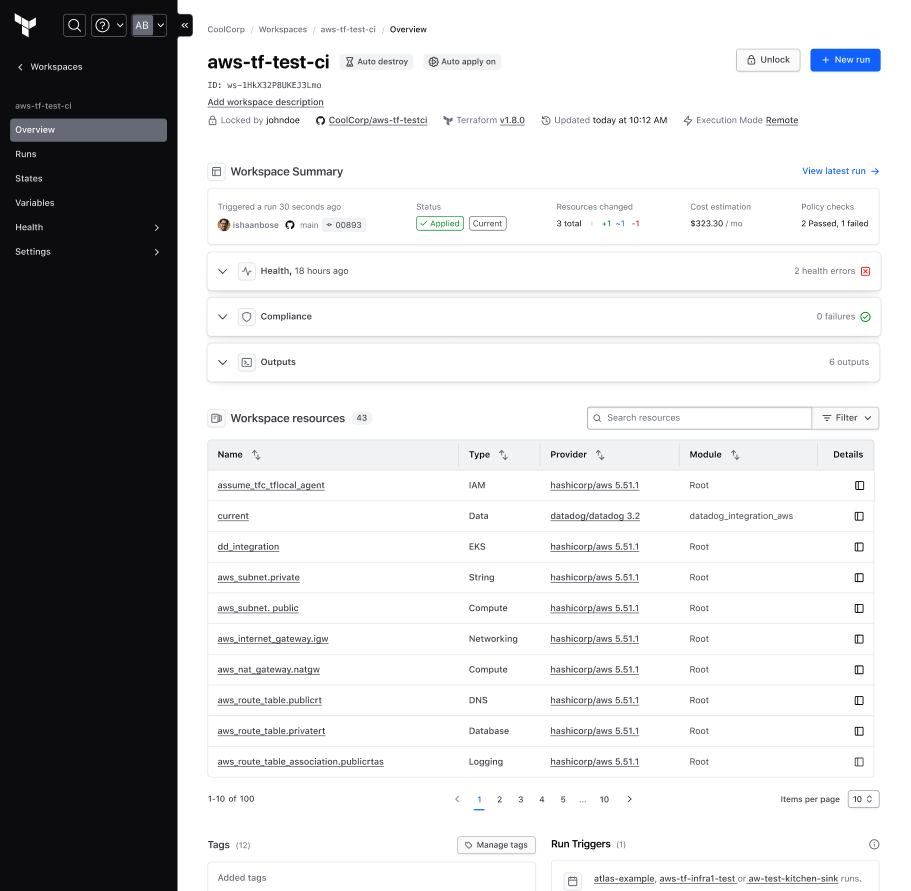 AB
Workspaces
aws-tf-test-ci
Overview
Runs
States
Variables
Health
Settings
CoolCorp / Workspaces / aws-tf-test-ci / Overview
aws-tf-test-ci Auto destroy Auto apply on Unlock New run
ID: ws-1HkX32P8UKEJ3Lmo
Add workspace description
Locked by johndoe CoolCorp/aws-tf-testci Terraform v1.8.0 Updated today at 10:12 AM Execution Mode Remote
Workspace Summary View latest run
Triggered a run 30 seconds ago Status Resources changed Cost estimation Policy checks
ishaanbose main 00893 Applied Current 3 total +1 ~1 -1 $323.30 / mo 2 Passed, 1 failed
Health, 18 hours ago 2 health errors
Compliance 0 failures
Outputs 6 outputs
Workspace resources 43 Search resources Filter
Name Type Provider Module Details
assume_tfc_tflocal_agent IAM hashicorp/aws 5.51.1 Root
current Data datadog/datadog 3.2 datadog_integration_aws
dd_integration EKS hashicorp/aws 5.51.1 Root
aws_subnet.private String hashicorp/aws 5.51.1 Root
aws_subnet. public Compute hashicorp/aws 5.51.1 Root
aws_internet_gateway.igw Networking hashicorp/aws 5.51.1 Root
aws_nat_gateway.natgw Compute hashicorp/aws 5.51.1 Root
aws_route_table.publicrt DNS hashicorp/aws 5.51.1 Root
aws_route_table.privatert Database hashicorp/aws 5.51.1 Root
aws_route_table_association.publicrtas Logging hashicorp/aws 5.51.1 Root
1-10 of 100 1 2 3 4 5 ... 10 Items per page 10
Tags (12) Manage tags Run Triggers (1)
Added tags
atlas-example, aws-tf-infra1-test or aw-test-kitchen-sink runs.